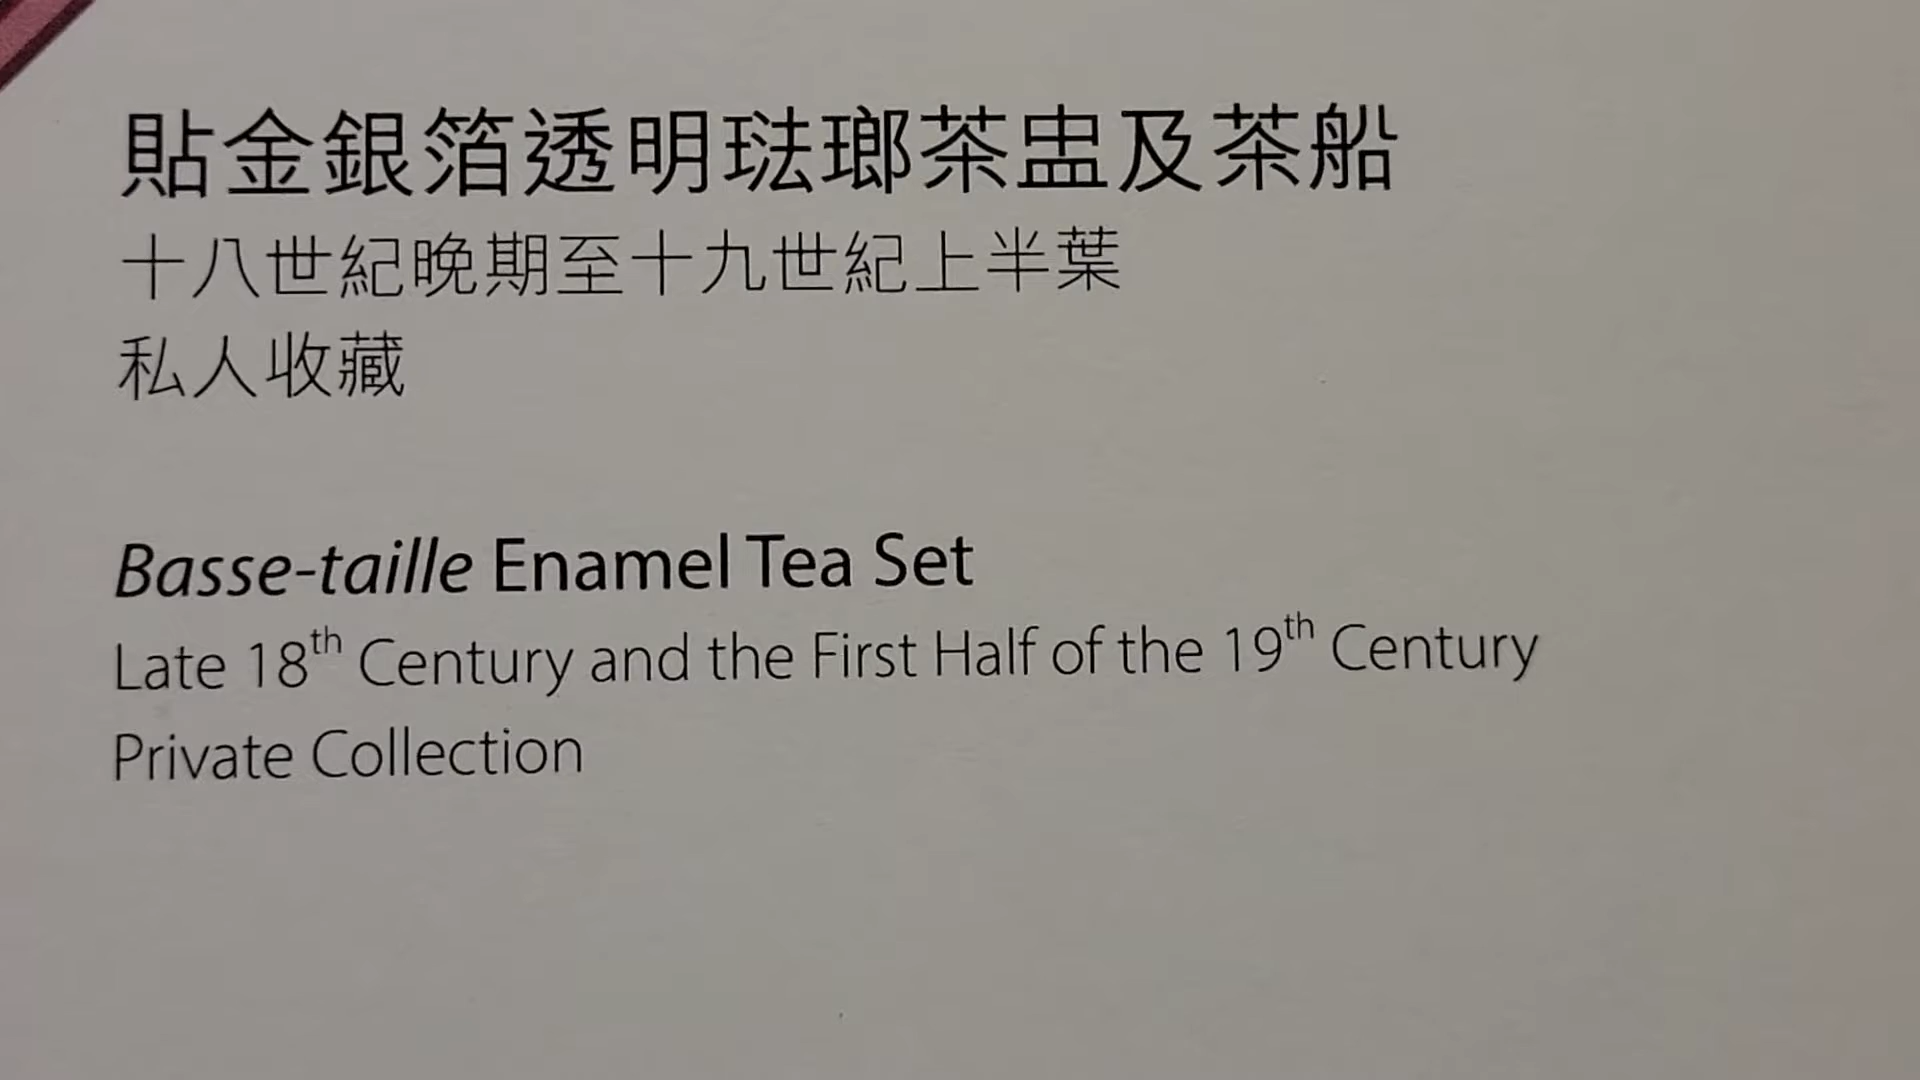 貼金銀箔透明琺瑯茶盅及茶船
十八世紀晚期至十九世紀上半葉
私人收藏
Basse-taille Enamel Tea Set
Late 18th Century and the First Half of the 19th Century
Private Collection